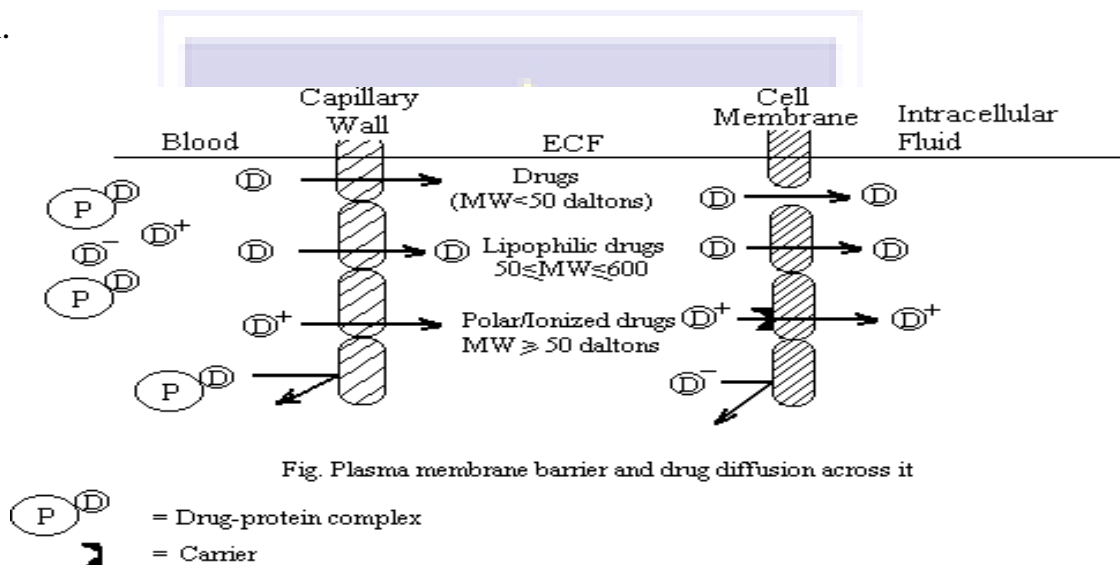 Capillary
Wall
Cell
Membrane
Intracellular
Fluid
Blood
ECF
D
Drugs
(MW<50 daltons)
D
D
P D
D⁺
D⁻
D
D
Lipophilic drugs
50≤MW≤600
D
D
P D
D⁺
Polar/Ionized drugs
MW ≥ 50 daltons
D⁺
D⁺
P D
D⁻
Fig. Plasma membrane barrier and drug diffusion across it
P D = Drug-protein complex
= Carrier